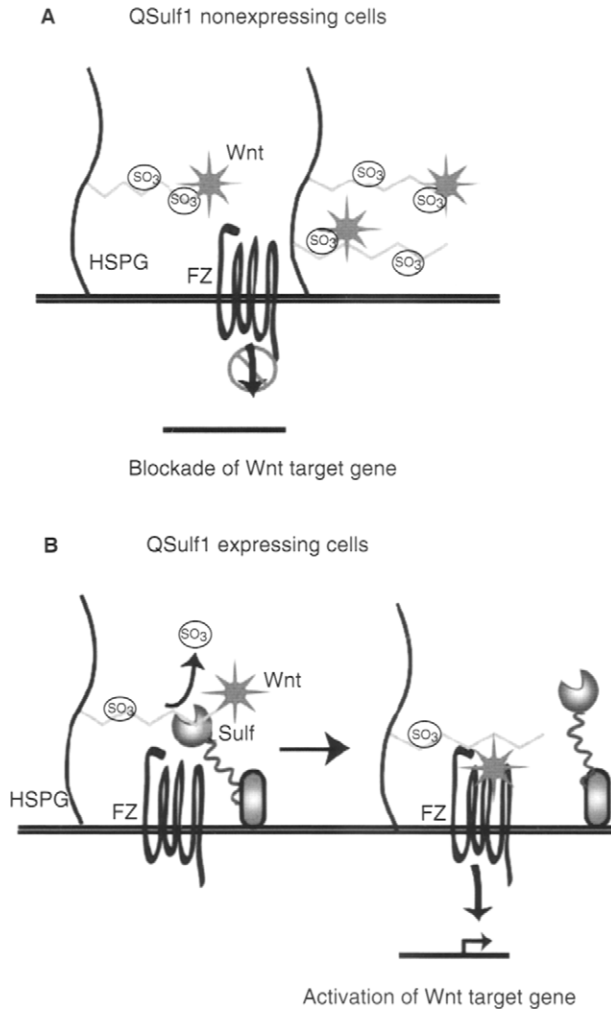 A QSulf1 nonexpressing cells
Wnt
SO3
SO3
SO3
SO3
SO3
SO3
HSPG
FZ
Blockade of Wnt target gene
B QSulf1 expressing cells
SO3
Wnt
SO3
Sulf
SO3
HSPG
FZ
FZ
Activation of Wnt target gene